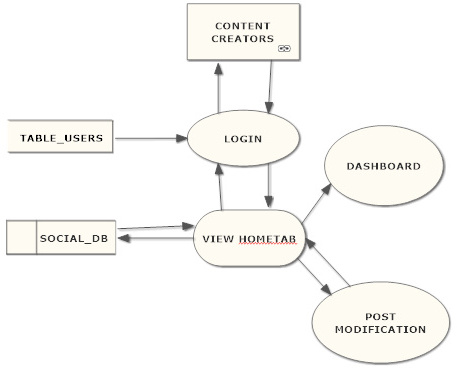 CONTENT
CREATORS
TABLE_USERS
LOGIN
DASHBOARD
SOCIAL_DB
VIEW HOMETAB
POST
MODIFICATION